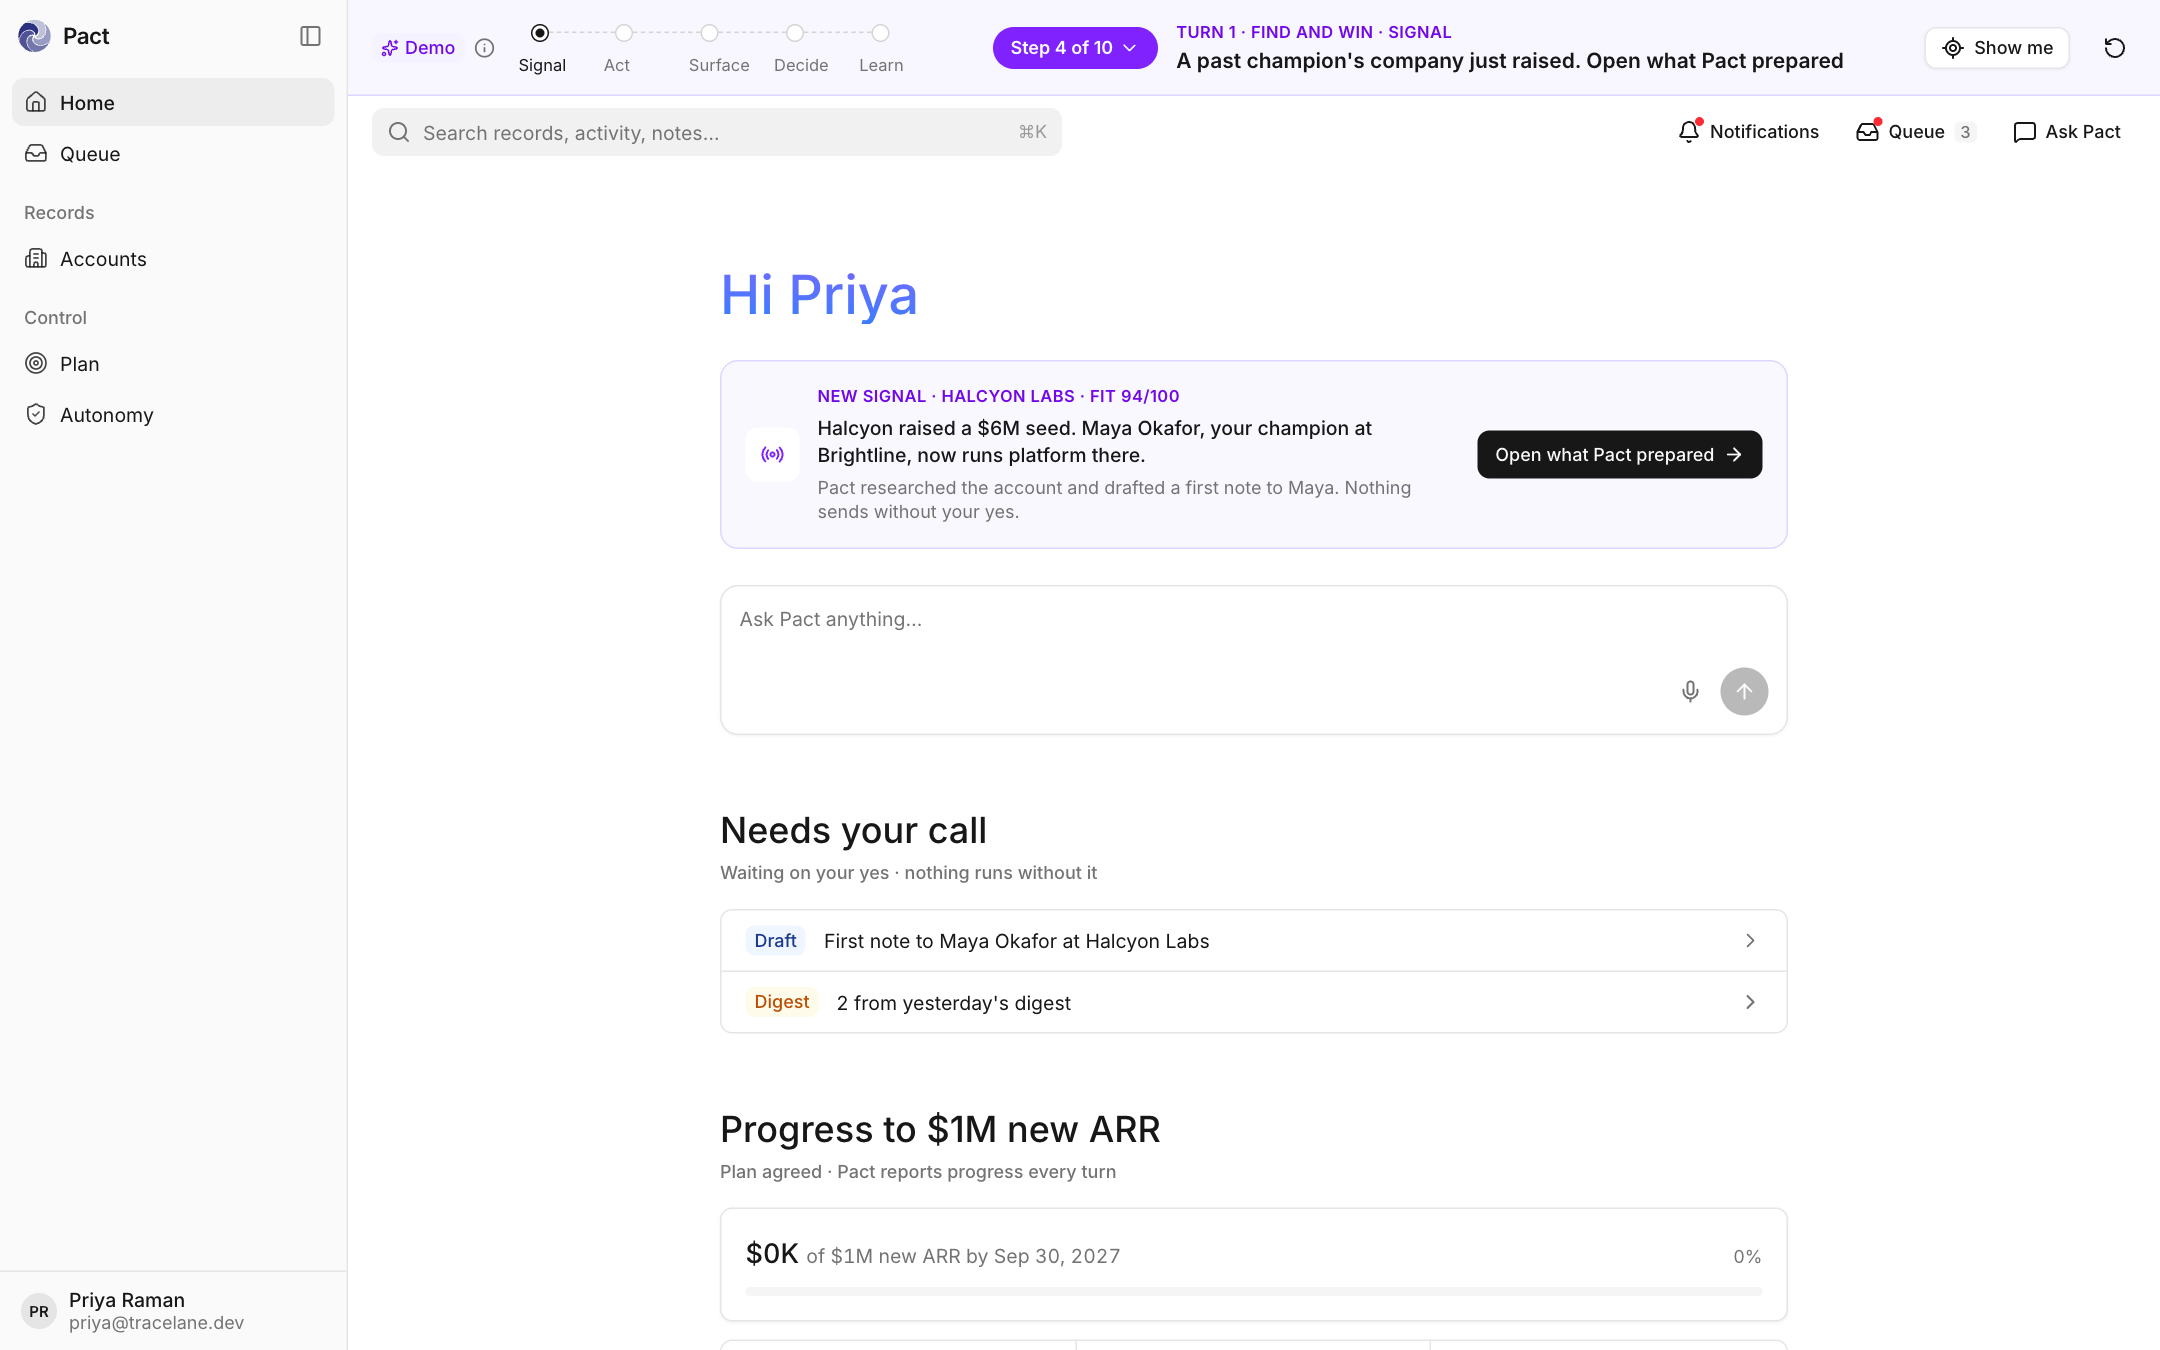 Pact
Home
Queue
Records
Accounts
Control
Plan
Autonomy
PR
Priya Raman
priya@tracelane.dev
Demo
Signal
Act
Surface
Decide
Learn
Step 4 of 10
TURN 1 · FIND AND WIN · SIGNAL
A past champion's company just raised. Open what Pact prepared
Show me
Search records, activity, notes...
⌘K
Notifications
Queue 3
Ask Pact
Hi Priya
NEW SIGNAL · HALCYON LABS · FIT 94/100
Halcyon raised a $6M seed. Maya Okafor, your champion at
Brightline, now runs platform there.
Pact researched the account and drafted a first note to Maya. Nothing
sends without your yes.
Open what Pact prepared
Ask Pact anything...
Needs your call
Waiting on your yes · nothing runs without it
Draft First note to Maya Okafor at Halcyon Labs
Digest 2 from yesterday's digest
Progress to $1M new ARR
Plan agreed · Pact reports progress every turn
$0K of $1M new ARR by Sep 30, 2027
0%